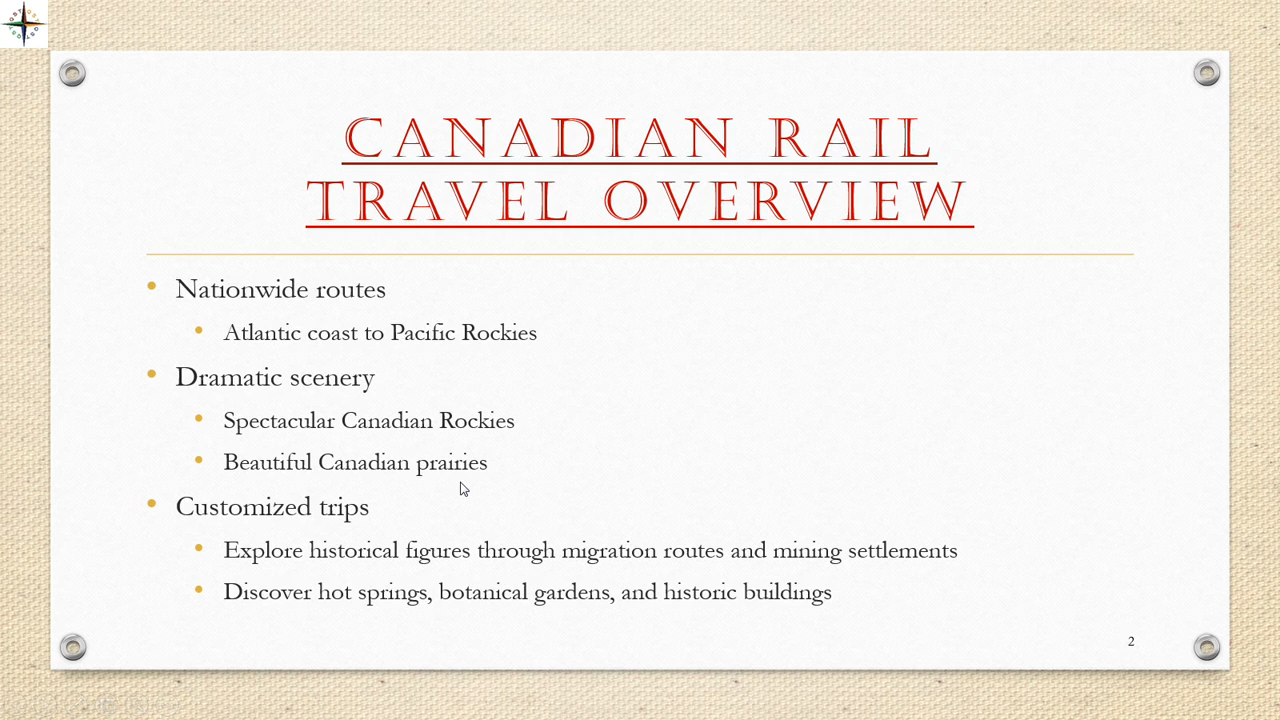 CANADIAN RAIL
TRAVEL OVERVIEW
• Nationwide routes
• Atlantic coast to Pacific Rockies
• Dramatic scenery
• Spectacular Canadian Rockies
• Beautiful Canadian prairies
• Customized trips
• Explore historical figures through migration routes and mining settlements
• Discover hot springs, botanical gardens, and historic buildings
2